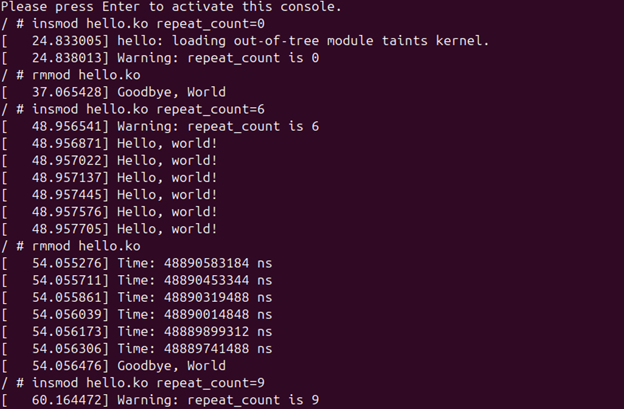 Please press Enter to activate this console.
/ # insmod hello.ko repeat_count=0
[   24.833005] hello: loading out-of-tree module taints kernel.
[   24.838013] Warning: repeat_count is 0
/ # rmmod hello.ko
[   37.065428] Goodbye, World
/ # insmod hello.ko repeat_count=6
[   48.956541] Warning: repeat_count is 6
[   48.956871] Hello, world!
[   48.957022] Hello, world!
[   48.957137] Hello, world!
[   48.957445] Hello, world!
[   48.957576] Hello, world!
[   48.957705] Hello, world!
/ # rmmod hello.ko
[   54.055276] Time: 48890583184 ns
[   54.055711] Time: 48890453344 ns
[   54.055861] Time: 48890319488 ns
[   54.056039] Time: 48890014848 ns
[   54.056173] Time: 48889899312 ns
[   54.056306] Time: 48889741488 ns
[   54.056476] Goodbye, World
/ # insmod hello.ko repeat_count=9
[   60.164472] Warning: repeat_count is 9